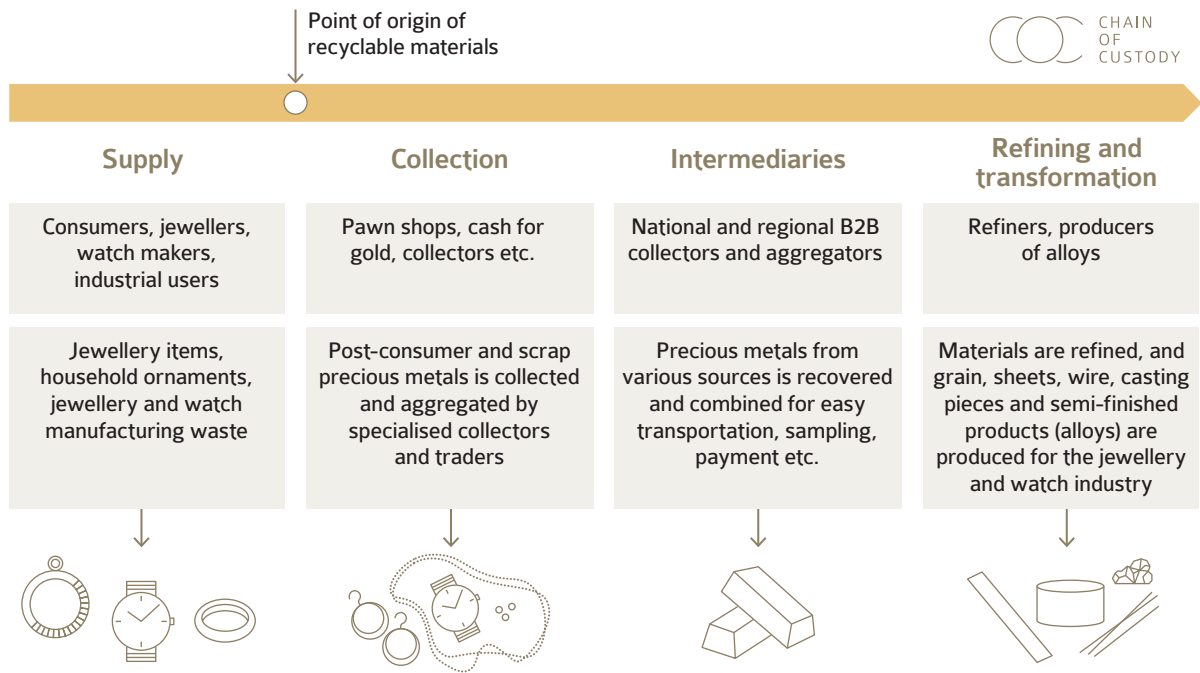 Point of origin of
recyclable materials
CHAIN
OF
CUSTODY
Supply
Collection
Intermediaries
Refining and
transformation
Consumers, jewellers,
watch makers,
industrial users
Pawn shops, cash for
gold, collectors etc.
National and regional B2B
collectors and aggregators
Refiners, producers
of alloys
Jewellery items,
household ornaments,
jewellery and watch
manufacturing waste
Post-consumer and scrap
precious metals is collected
and aggregated by
specialised collectors
and traders
Precious metals from
various sources is recovered
and combined for easy
transportation, sampling,
payment etc.
Materials are refined, and
grain, sheets, wire, casting
pieces and semi-finished
products (alloys) are
produced for the jewellery
and watch industry